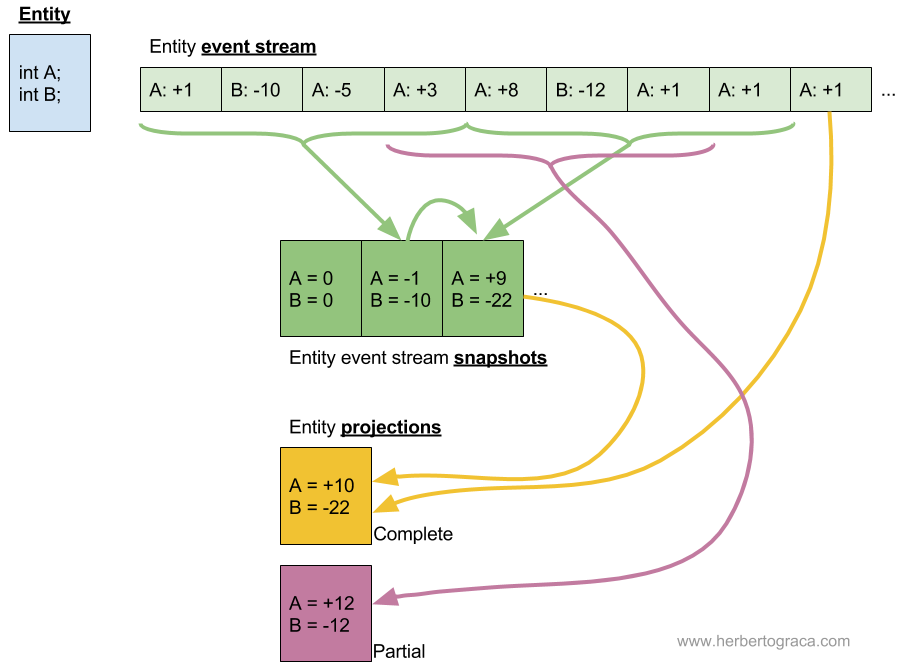 Entity
int A;
int B;
Entity event stream
A: +1 B: -10 A: -5 A: +3 A: +8 B: -12 A: +1 A: +1 A: +1 ...
A = 0 A = -1 A = +9
B = 0 B = -10 B = -22 ...
Entity event stream snapshots
Entity projections
A = +10
B = -22
Complete
A = +12
B = -12
Partial
www.herbertograca.com